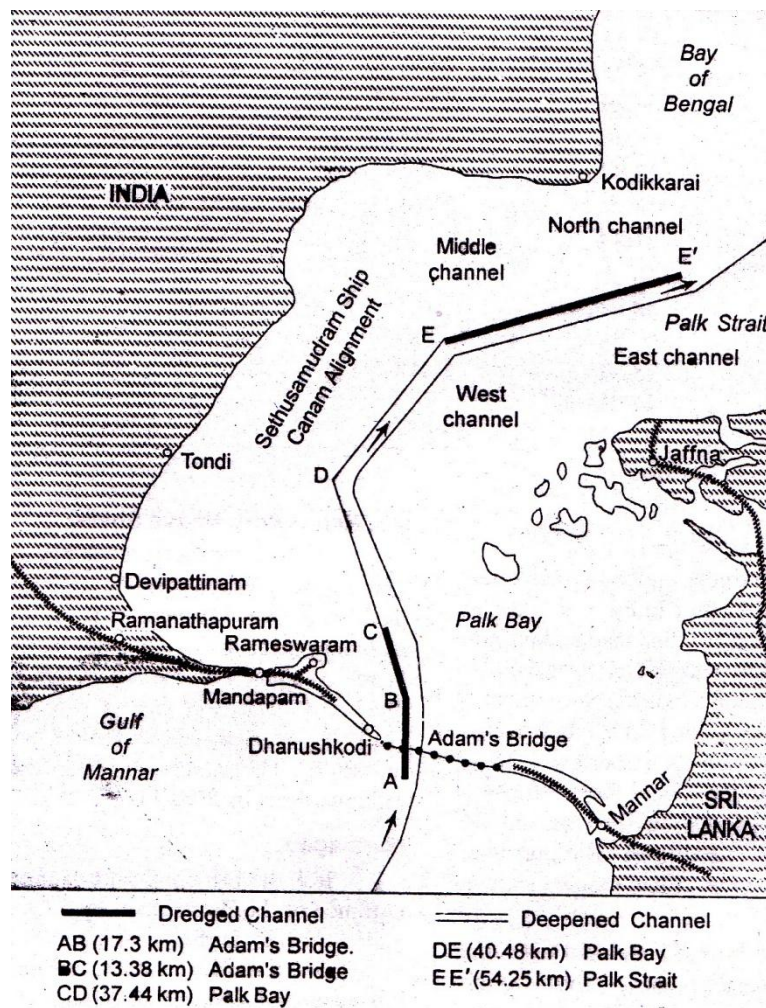 Bay
of
Bengal
INDIA
Kodikkarai
North channel
Middle
channel
E′
E
Palk Strait
East channel
Sethusamudram Ship
Canam Alignment
West
channel
Tondi
D
Jaffna
Devipattinam
Ramanathapuram
Rameswaram
C
Palk Bay
Mandapam
B
Gulf
of
Mannar
Dhanushkodi
Adam's Bridge
A
Mannar
SRI
LANKA
Dredged Channel
AB (17.3 km) Adam's Bridge.
BC (13.38 km) Adam's Bridge
CD (37.44 km) Palk Bay
Deepened Channel
DE (40.48 km) Palk Bay
EE′ (54.25 km) Palk Strait